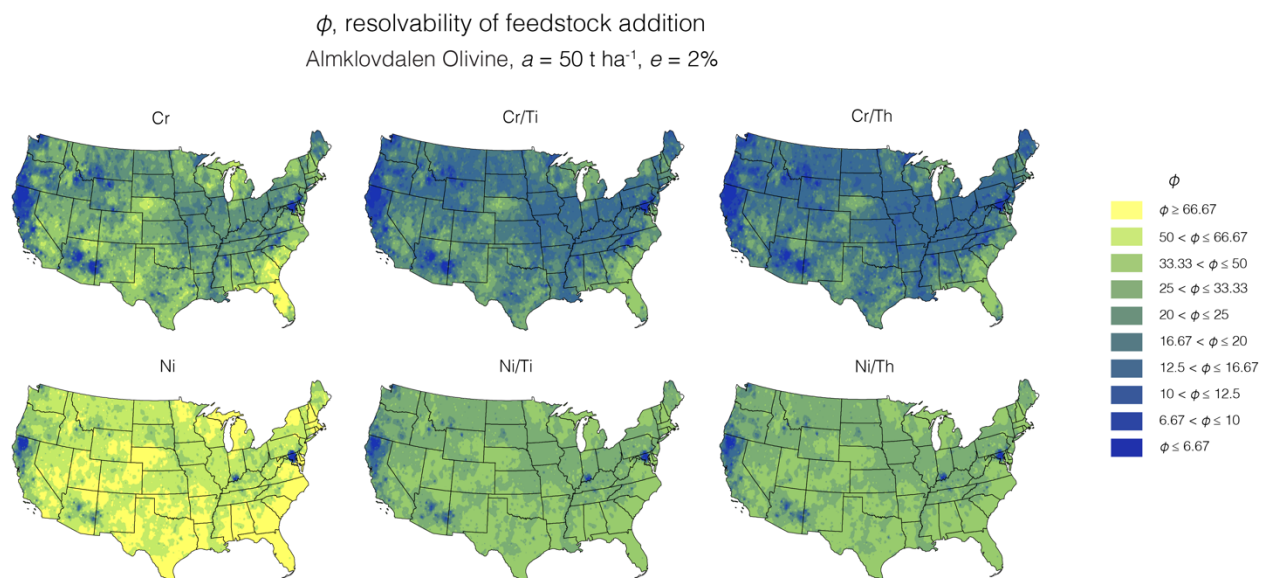 ϕ, resolvability of feedstock addition
Almklovdalen Olivine, a = 50 t ha⁻¹, e = 2%
Cr
Cr/Ti
Cr/Th
Ni
Ni/Ti
Ni/Th
ϕ
ϕ ≥ 66.67
50 < ϕ ≤ 66.67
33.33 < ϕ ≤ 50
25 < ϕ ≤ 33.33
20 < ϕ ≤ 25
16.67 < ϕ ≤ 20
12.5 < ϕ ≤ 16.67
10 < ϕ ≤ 12.5
6.67 < ϕ ≤ 10
ϕ ≤ 6.67